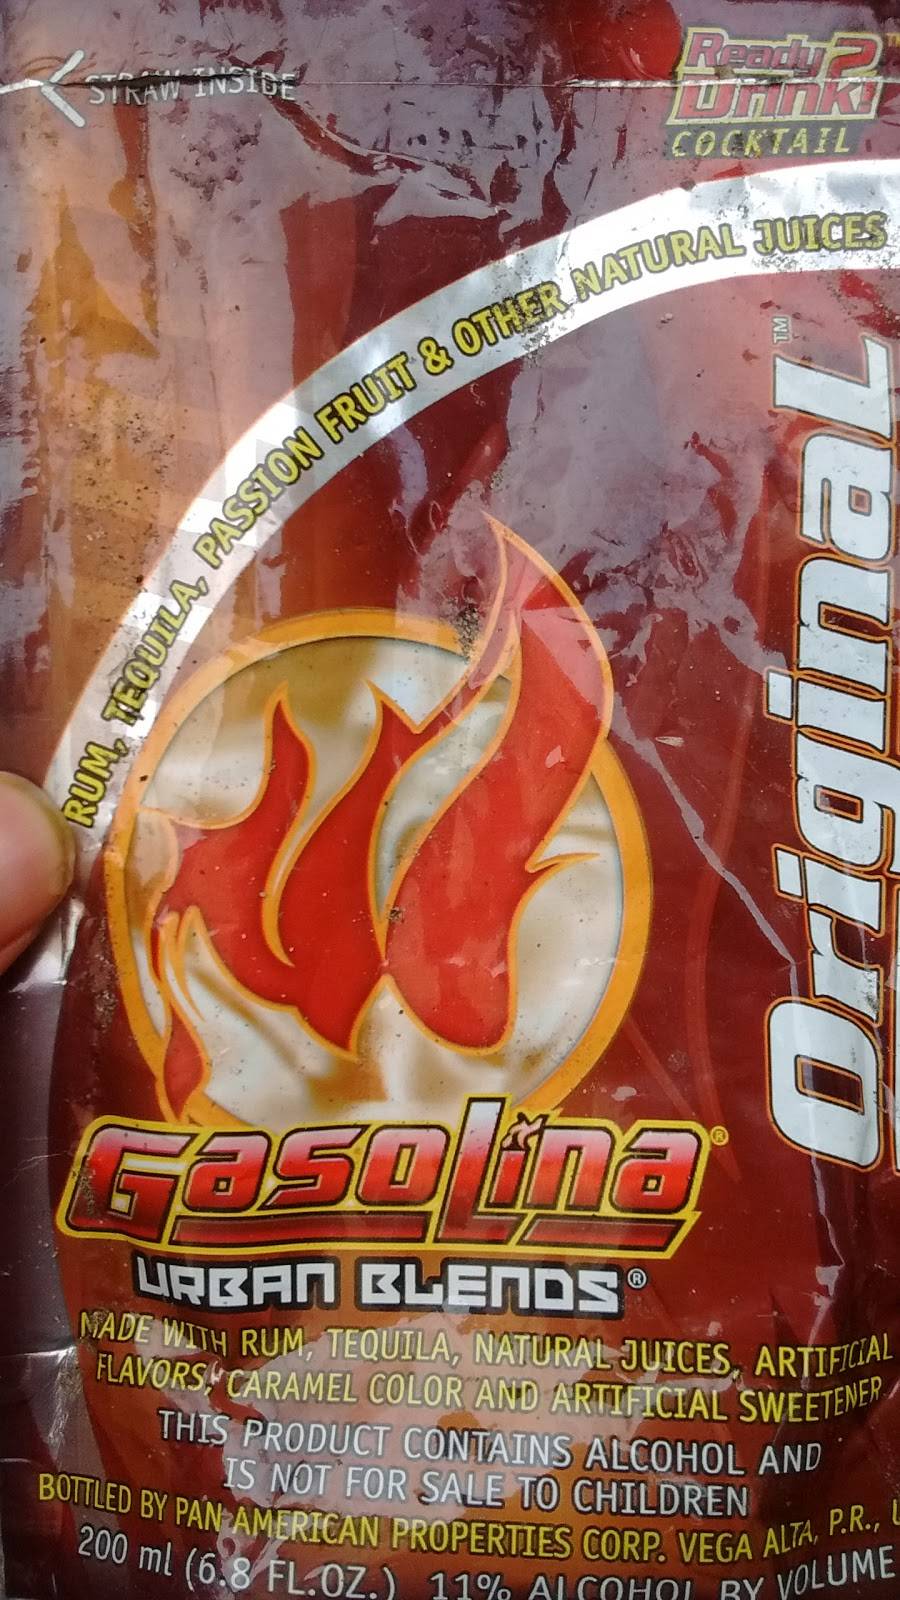 STRAW INSIDE
Ready 2
Drink!™
COCKTAIL
RUM, TEQUILA, PASSION FRUIT & OTHER NATURAL JUICES
Original™
Gasolina®
URBAN BLENDS®
MADE WITH RUM, TEQUILA, NATURAL JUICES, ARTIFICIAL
FLAVORS, CARAMEL COLOR AND ARTIFICIAL SWEETENER
THIS PRODUCT CONTAINS ALCOHOL AND
IS NOT FOR SALE TO CHILDREN
BOTTLED BY PAN AMERICAN PROPERTIES CORP. VEGA ALTA, P.R.,
200 ml (6.8 FL.OZ.) 11% ALCOHOL BY VOLUME